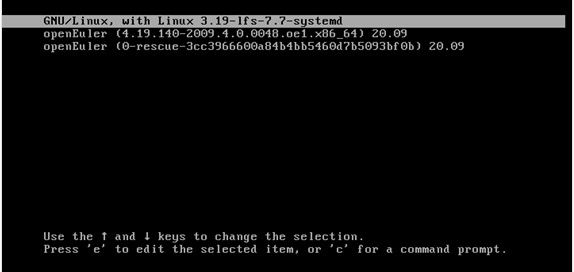 GNU/Linux, with Linux 3.19-lfs-7.7-systemd
openEuler (4.19.140-2009.4.0.0048.oe1.x86_64) 20.09
openEuler (0-rescue-3cc3966600a84b4bb5460d7b5093bf0b) 20.09
Use the ↑ and ↓ keys to change the selection.
Press 'e' to edit the selected item, or 'c' for a command prompt.